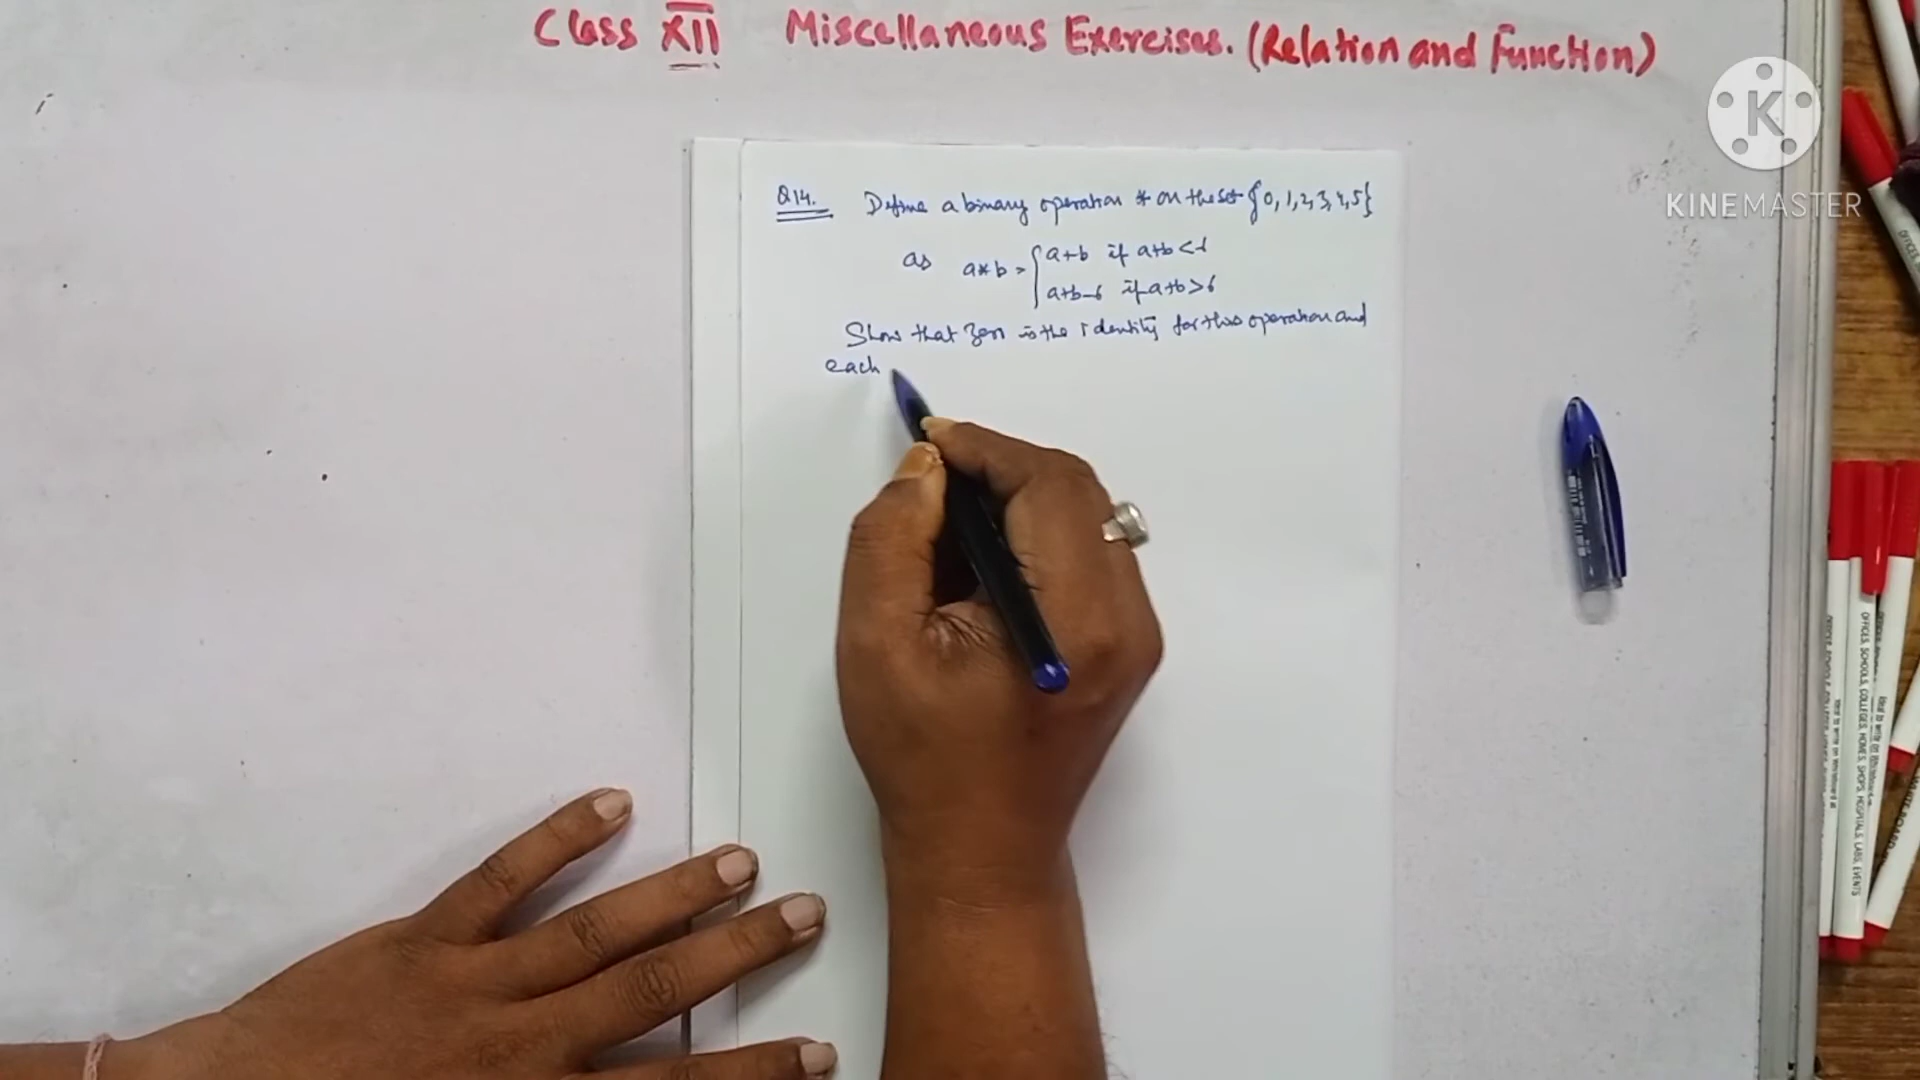 Class XII Miscellaneous Exercises. (Relation and Function)
K
KINEMASTER
Q14. Define a binary operation * on the set {0, 1, 2, 3, 4, 5}
as a*b = { a+b if a+b < 6
a+b-6 if a+b > 6
Show that zero is the identity for this operation and
each